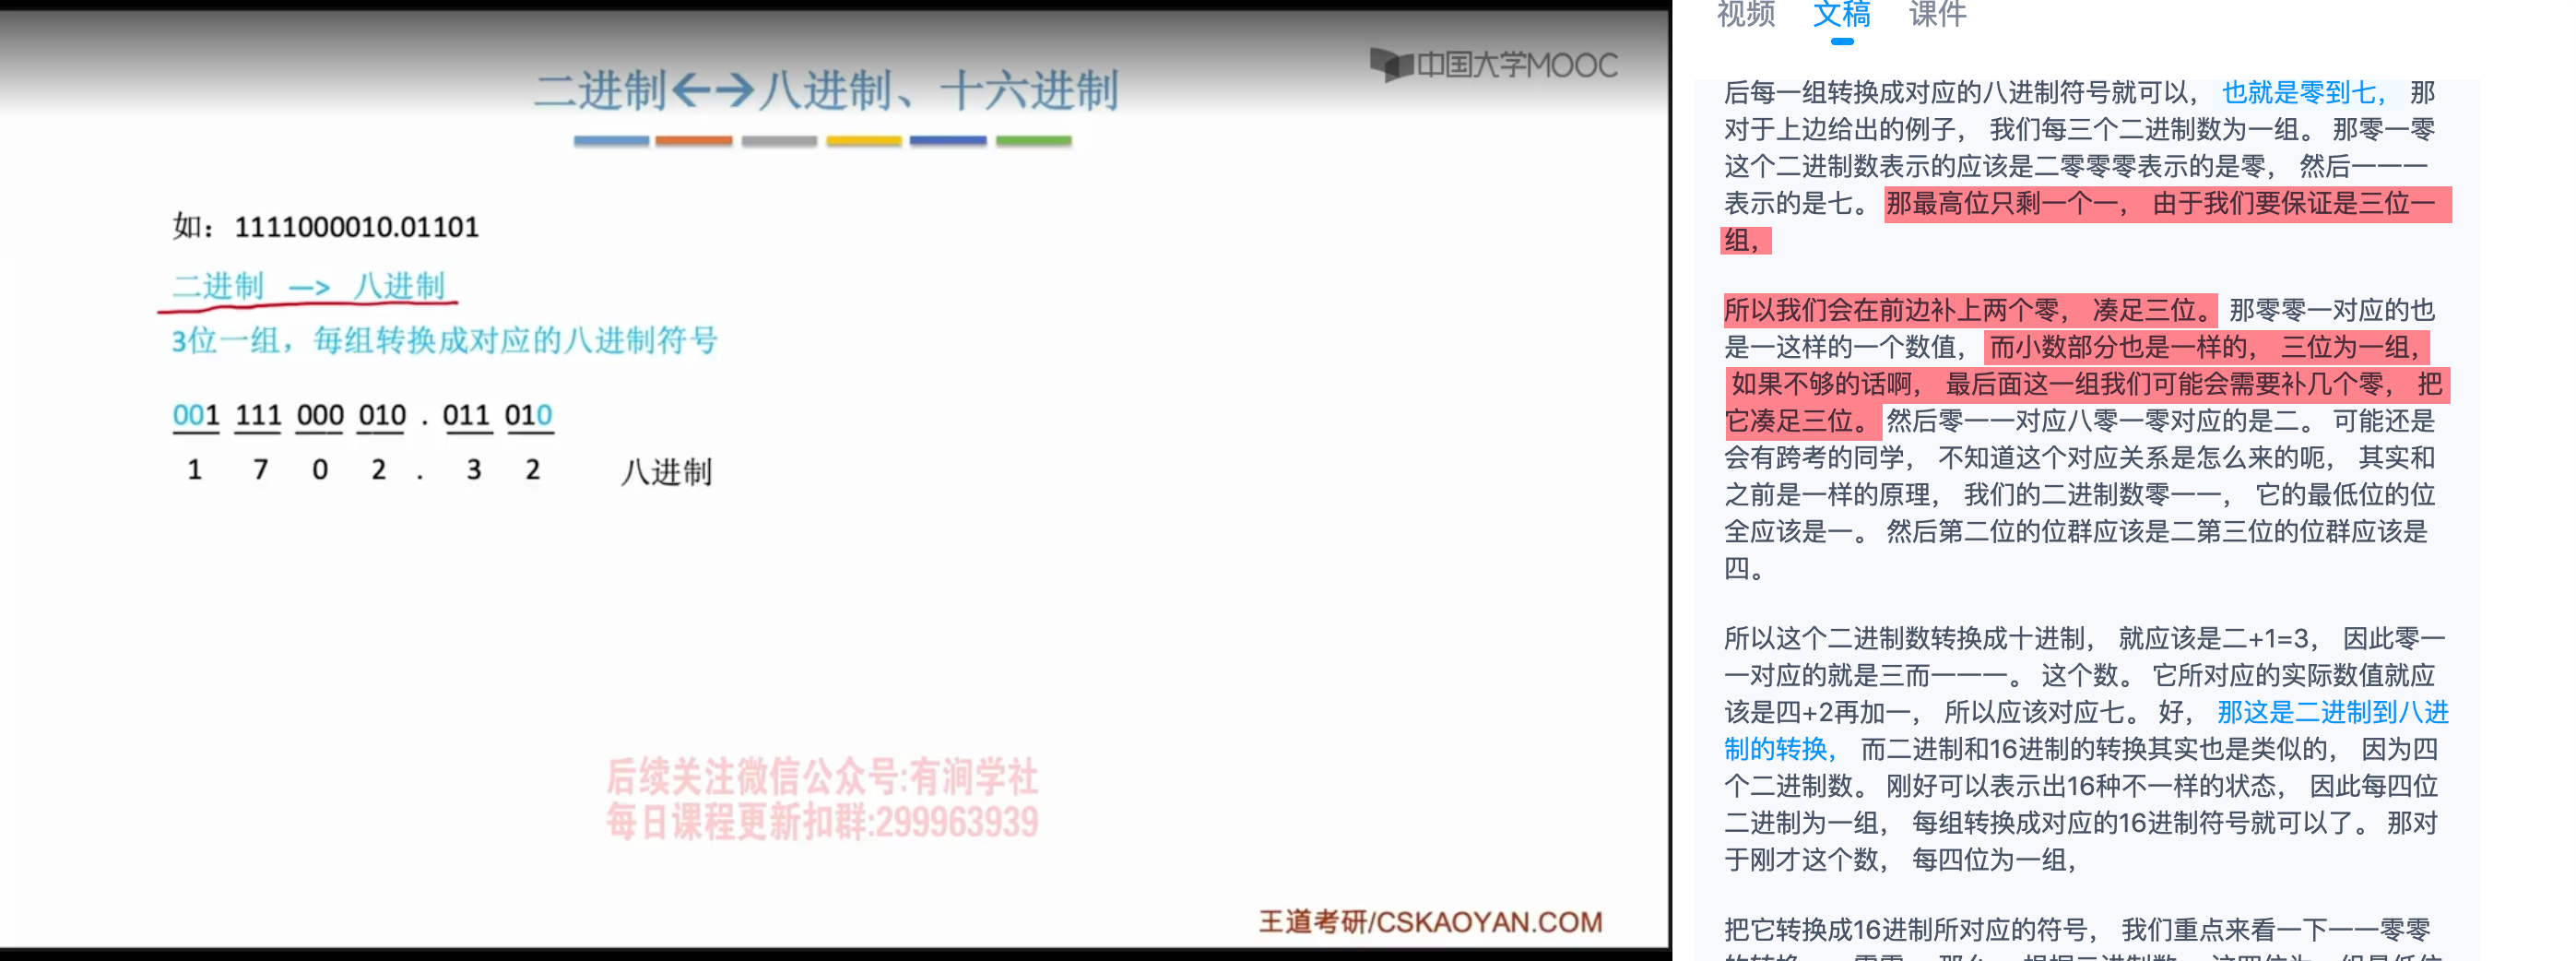 二进制←→八进制、十六进制
中国大学MOOC
如：1111000010.01101
二进制 —> 八进制
3位一组，每组转换成对应的八进制符号
001 111 000 010 . 011 010
1 7 0 2 . 3 2 八进制
后续关注微信公众号:有涧学社
每日课程更新扣群:299963939
王道考研/CSKAOYAN.COM
视频 文稿 课件
后每一组转换成对应的八进制符号就可以， 也就是零到七， 那
对于上边给出的例子， 我们每三个二进制数为一组。 那零一零
这个二进制数表示的应该是二零零零表示的是零， 然后一一一
表示的是七。 那最高位只剩一个一， 由于我们要保证是三位一
组，
所以我们会在前边补上两个零， 凑足三位。 那零零一对应的也
是一这样的一个数值， 而小数部分也是一样的， 三位为一组，
如果不够的话啊， 最后面这一组我们可能会需要补几个零， 把
它凑足三位。 然后零一一对应八零一零对应的是二。 可能还是
会有跨考的同学， 不知道这个对应关系是怎么来的呃， 其实和
之前是一样的原理， 我们的二进制数零一一， 它的最低位的位
全应该是一。 然后第二位的位群应该是二第三位的位群应该是
四。
所以这个二进制数转换成十进制， 就应该是二+1=3， 因此零一
一对应的就是三而一一一。 这个数。 它所对应的实际数值就应
该是四+2再加一， 所以应该对应七。 好， 那这是二进制到八进
制的转换， 而二进制和16进制的转换其实也是类似的， 因为四
个二进制数。 刚好可以表示出16种不一样的状态， 因此每四位
二进制为一组， 每组转换成对应的16进制符号就可以了。 那对
于刚才这个数， 每四位为一组，
把它转换成16进制所对应的符号， 我们重点来看一下一一零零